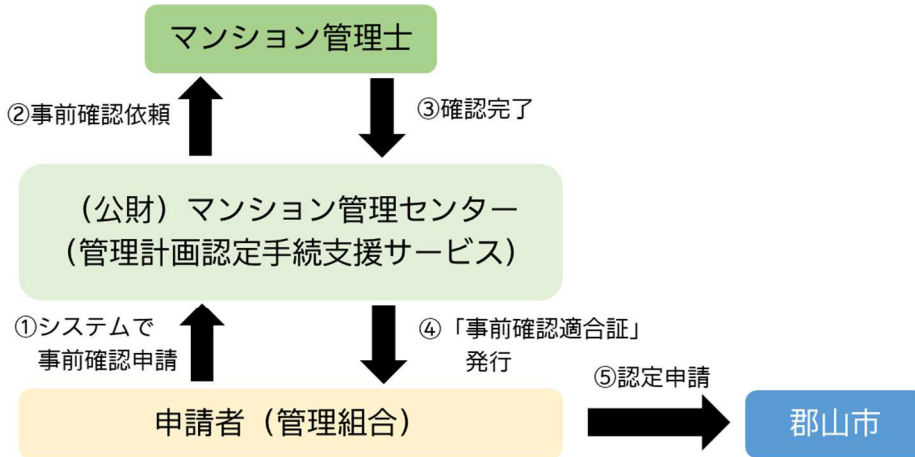 マンション管理士
②事前確認依頼
③確認完了
（公財）マンション管理センター
（管理計画認定手続支援サービス）
①システムで
事前確認申請
④「事前確認適合証」
発行
⑤認定申請
申請者（管理組合）
郡山市